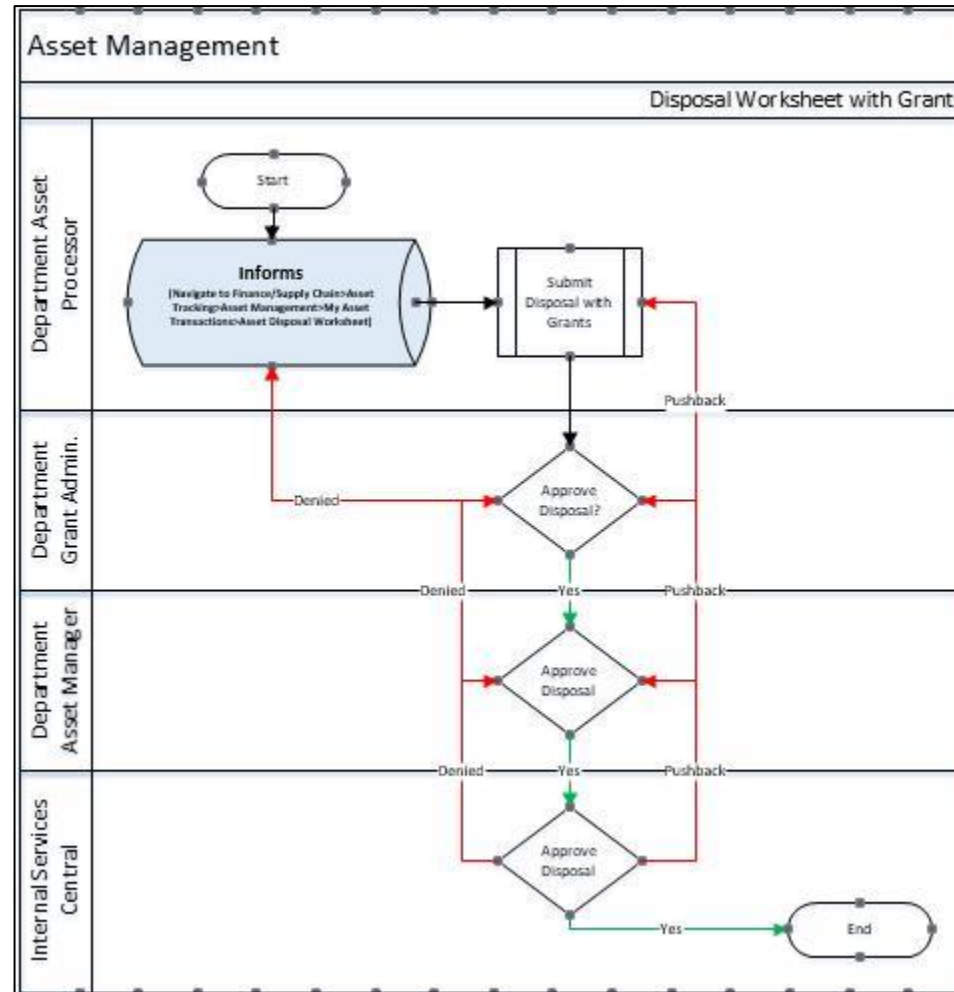 Asset Management
Disposal Worksheet with Grant
Department Asset
Processor
Start
Informs
[Navigate to Finance/Supply Chain>Asset
Tracking>Asset Management>My Asset
Transactions>Asset Disposal Worksheet]
Submit
Disposal with
Grants
Pushback
Department
Grant Admin.
Denied
Approve
Disposal?
Denied
Yes
Pushback
Department
Asset Manager
Approve
Disposal
Denied
Yes
Pushback
Internal Services
Central
Approve
Disposal
Yes
End